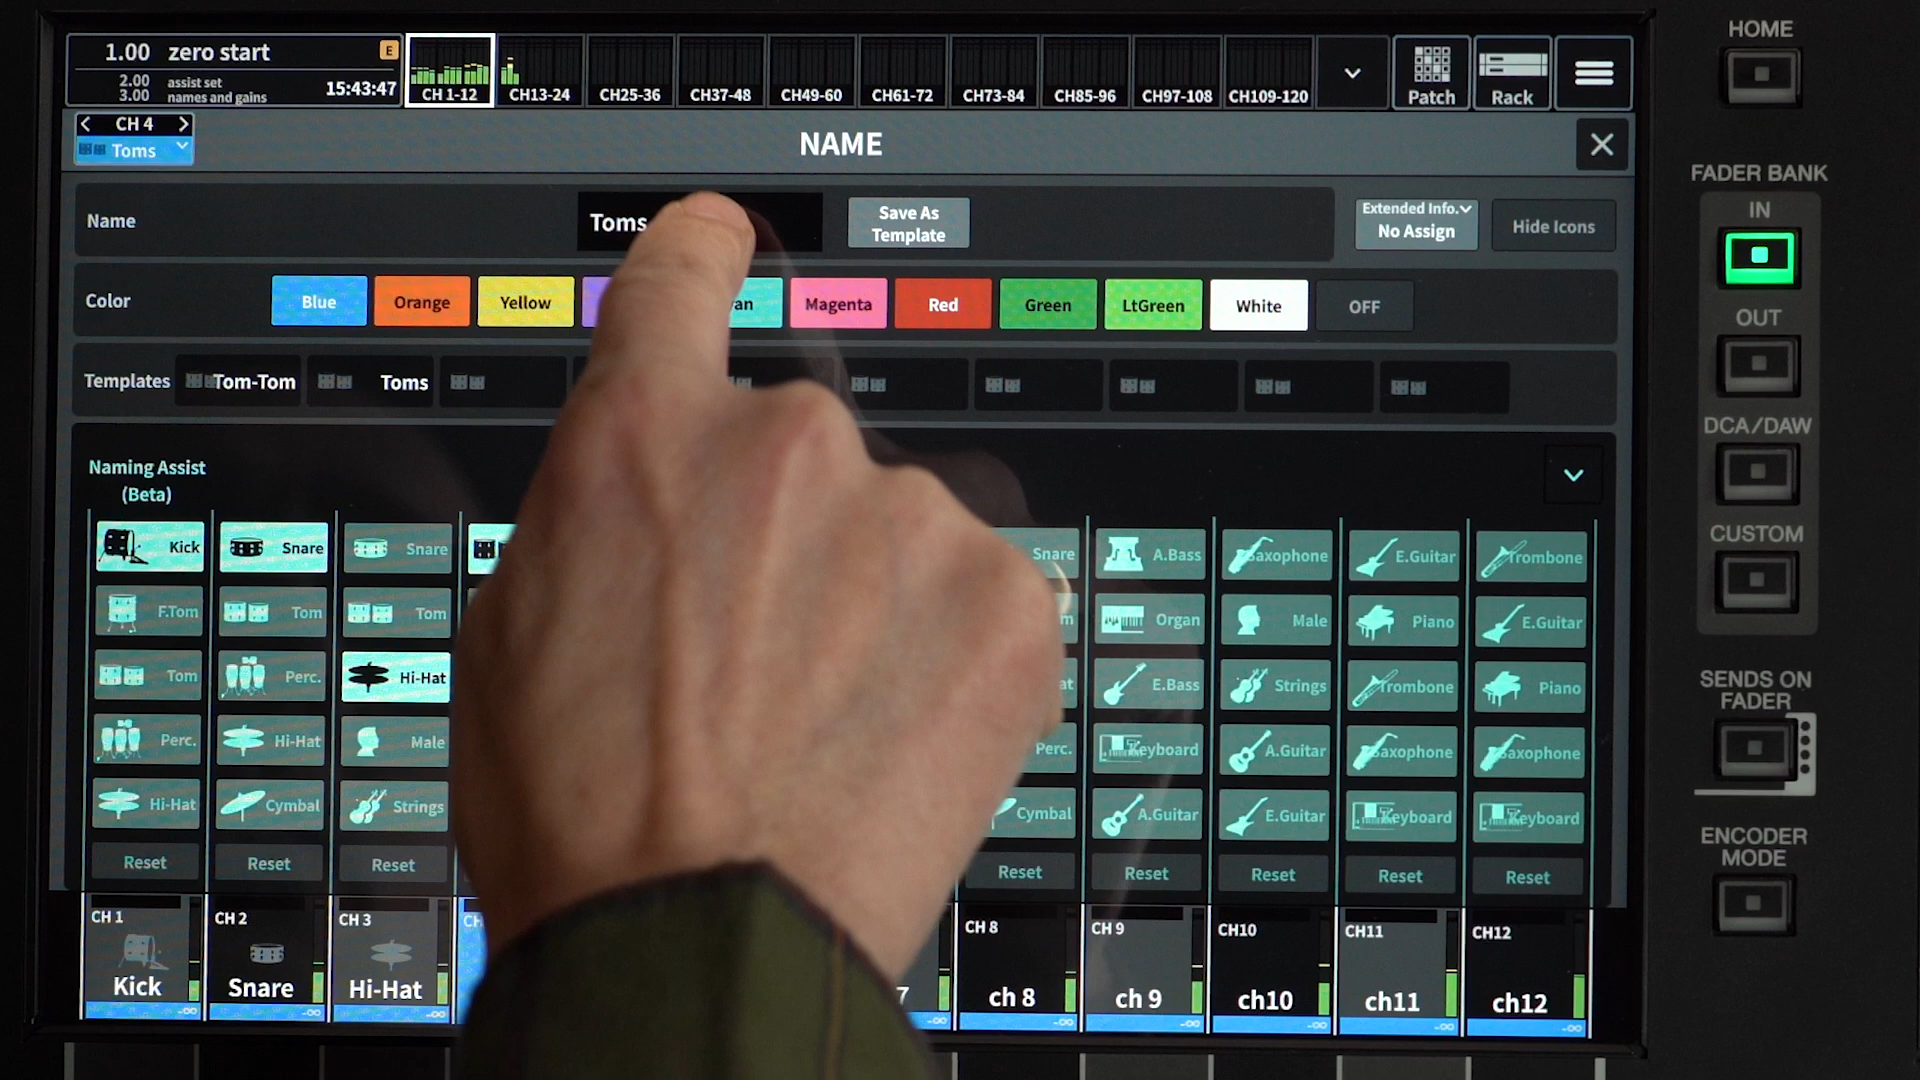 1.00 zero start E
2.00 assist set
3.00 names and gains
15:43:47
CH 1-12
CH13-24
CH25-36
CH37-48
CH49-60
CH61-72
CH73-84
CH85-96
CH97-108
CH109-120
Patch
Rack
CH 4
Toms
NAME
Name
Toms
Save As
Template
Extended Info.
No Assign
Hide Icons
Color
Blue
Orange
Yellow
Magenta
Red
Green
LtGreen
White
OFF
Templates
Tom-Tom
Toms
Naming Assist
(Beta)
Kick
Snare
Snare
Snare
A.Bass
Saxophone
E.Guitar
Trombone
F.Tom
Tom
Tom
Organ
Male
Piano
E.Guitar
Tom
Perc.
Hi-Hat
E.Bass
Strings
Trombone
Piano
Perc.
Hi-Hat
Male
Perc.
Keyboard
A.Guitar
Saxophone
Saxophone
Hi-Hat
Cymbal
Strings
Cymbal
A.Guitar
E.Guitar
Keyboard
Keyboard
Reset
Reset
Reset
Reset
Reset
Reset
Reset
Reset
CH 1
CH 2
CH 3
CH 8
CH 9
CH10
CH11
CH12
Kick
Snare
Hi-Hat
7
ch 8
ch 9
ch10
ch11
ch12
-∞
-∞
-∞
-∞
-∞
-∞
-∞
-∞
-∞
HOME
FADER BANK
IN
OUT
DCA/DAW
CUSTOM
SENDS ON
FADER
ENCODER
MODE